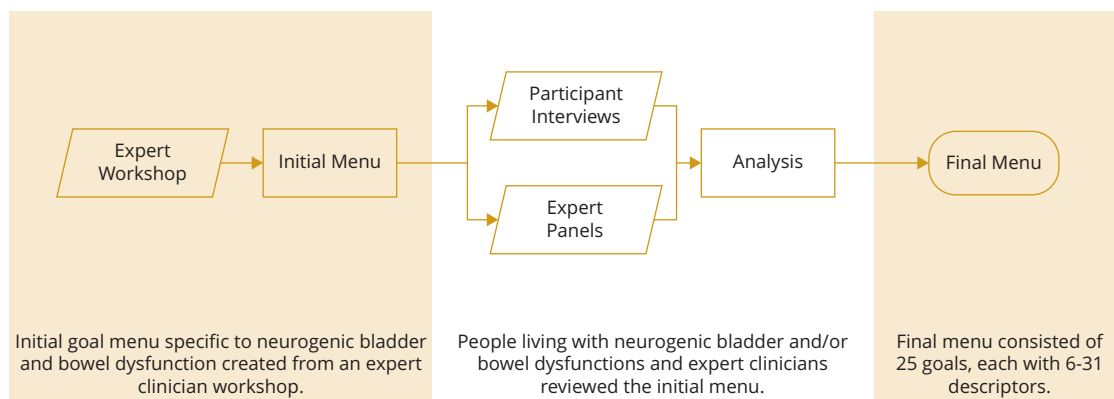 Expert
Workshop
Initial Menu
Participant
Interviews
Expert
Panels
Analysis
Final Menu
Initial goal menu specific to neurogenic bladder
and bowel dysfunction created from an expert
clinician workshop.
People living with neurogenic bladder and/or
bowel dysfunctions and expert clinicians
reviewed the initial menu.
Final menu consisted of
25 goals, each with 6-31
descriptors.